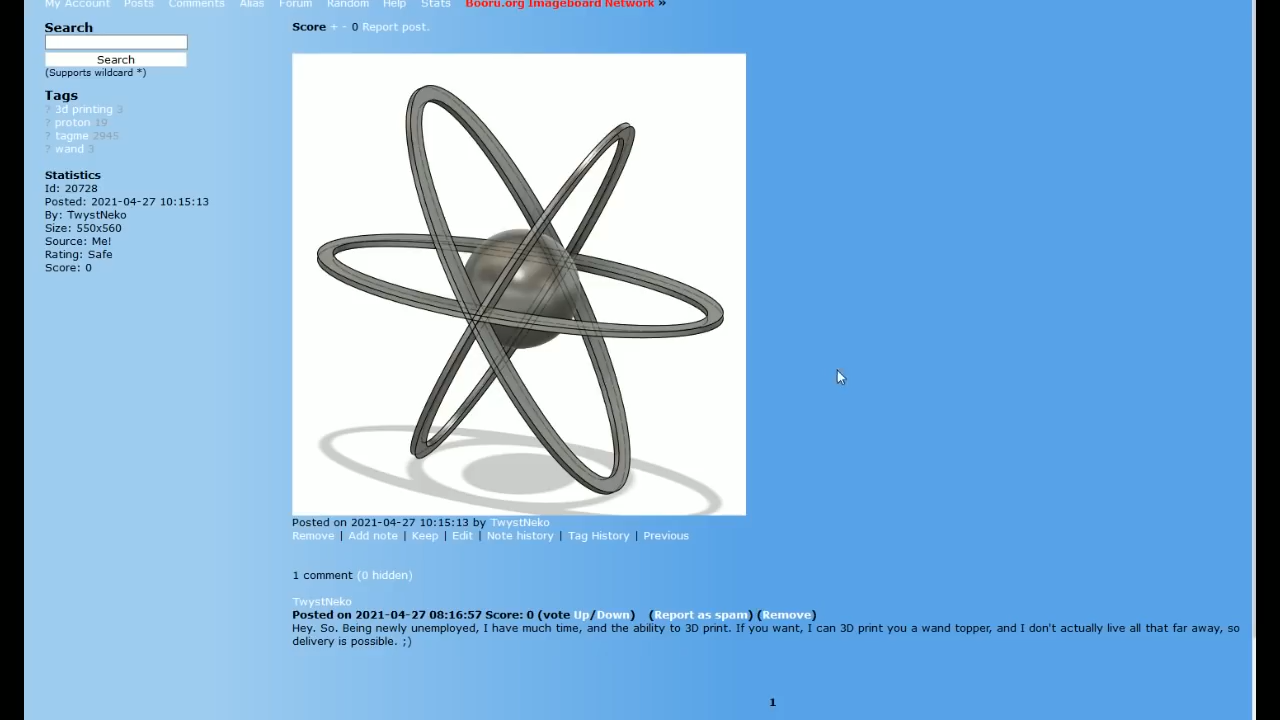 My Account Posts Comments Alias Forum Random Help Stats Booru.org Imageboard Network »
Search
Search
(Supports wildcard *)
Tags
? 3d printing 3
? proton 19
? tagme 2945
? wand 3
Statistics
Id: 20728
Posted: 2021-04-27 10:15:13
By: TwystNeko
Size: 550x560
Source: Me!
Rating: Safe
Score: 0
Score + - 0 Report post.
Posted on 2021-04-27 10:15:13 by TwystNeko
Remove | Add note | Keep | Edit | Note history | Tag History | Previous
1 comment (0 hidden)
TwystNeko
Posted on 2021-04-27 08:16:57 Score: 0 (vote Up/Down) (Report as spam) (Remove)
Hey. So. Being newly unemployed, I have much time, and the ability to 3D print. If you want, I can 3D print you a wand topper, and I don't actually live all that far away, so
delivery is possible. ;)
1